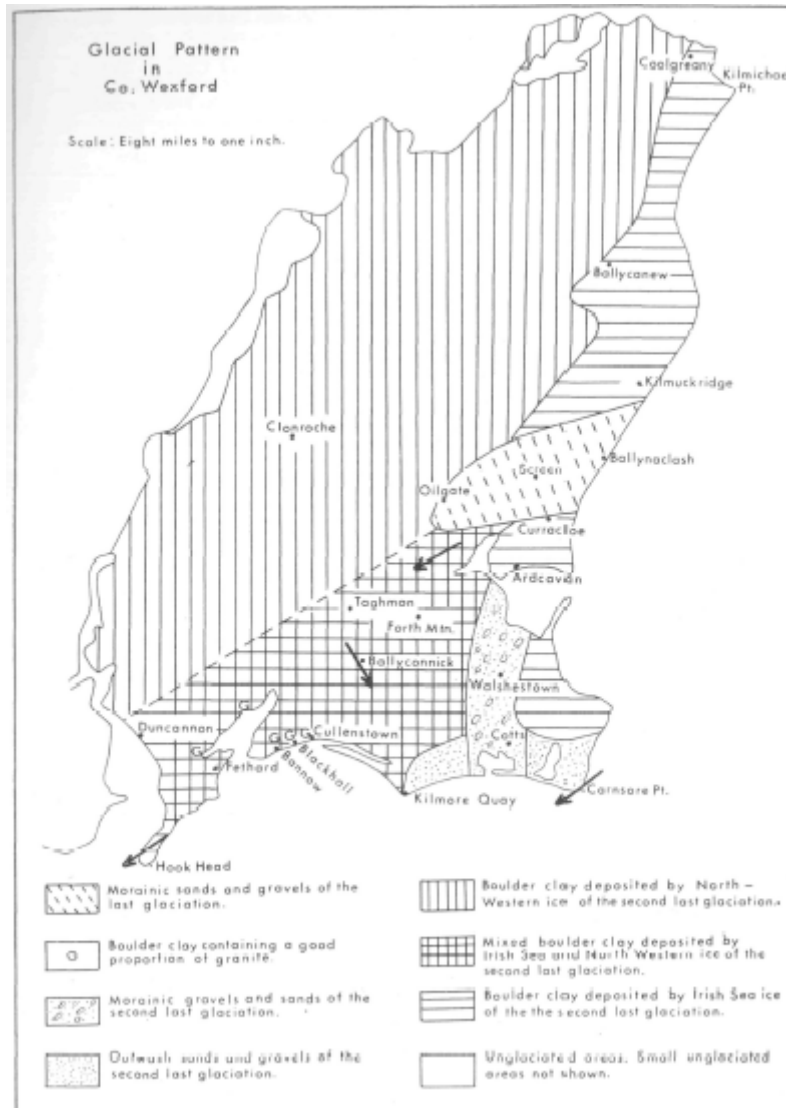 Glacial Pattern
in
Co. Wexford
Scale: Eight miles to one inch.
Coolgreany
Kilmichoe
Pt.
Ballycanew
Kilmuckridge
Clonroche
Ballynaclash
Screen
Oilgate
Curracloe
Ardcavan
Taghman
Forth Mtn.
Ballyconnick
Walshestown
Duncannon
G
G
G G G
Cullenstown
Cotts
Blackhall
Bannow
Fethard
Kilmore Quay
Carnsore Pt.
Hook Head
Morainic sands and gravels of the
last glaciation.
G
Boulder clay containing a good
proportion of granite.
Morainic gravels and sands of the
second last glaciation.
Outwash sands and gravels of the
second last glaciation.
Boulder clay deposited by North-
Western ice of the second last glaciation.
Mixed boulder clay deposited by
Irish Sea and North Western ice of the
second last glaciation.
Boulder clay deposited by Irish Sea ice
of the the second last glaciation.
Unglaciated areas. Small unglaciated
areas not shown.